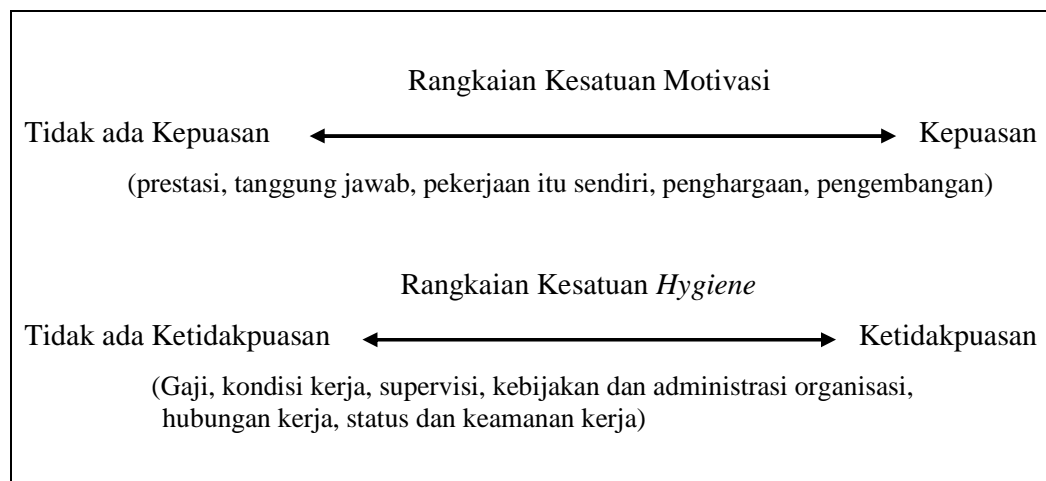 Rangkaian Kesatuan Motivasi
Tidak ada Kepuasan Kepuasan
(prestasi, tanggung jawab, pekerjaan itu sendiri, penghargaan, pengembangan)
Rangkaian Kesatuan Hygiene
Tidak ada Ketidakpuasan Ketidakpuasan
(Gaji, kondisi kerja, supervisi, kebijakan dan administrasi organisasi,
hubungan kerja, status dan keamanan kerja)